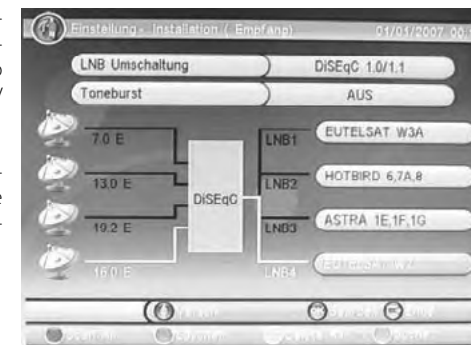 Einstellung - Installation ( Empfang) 01/01/2007
LNB Umschaltung DiSEqC 1.0/1.1
Toneburst AUS
7.0 E LNB1 EUTELSAT W3A
13.0 E LNB2 HOTBIRD 6,7A,8
DiSEqC
19.2 E LNB3 ASTRA 1E,1F,1G
16.0 E LNB4 EUTELSAT W2